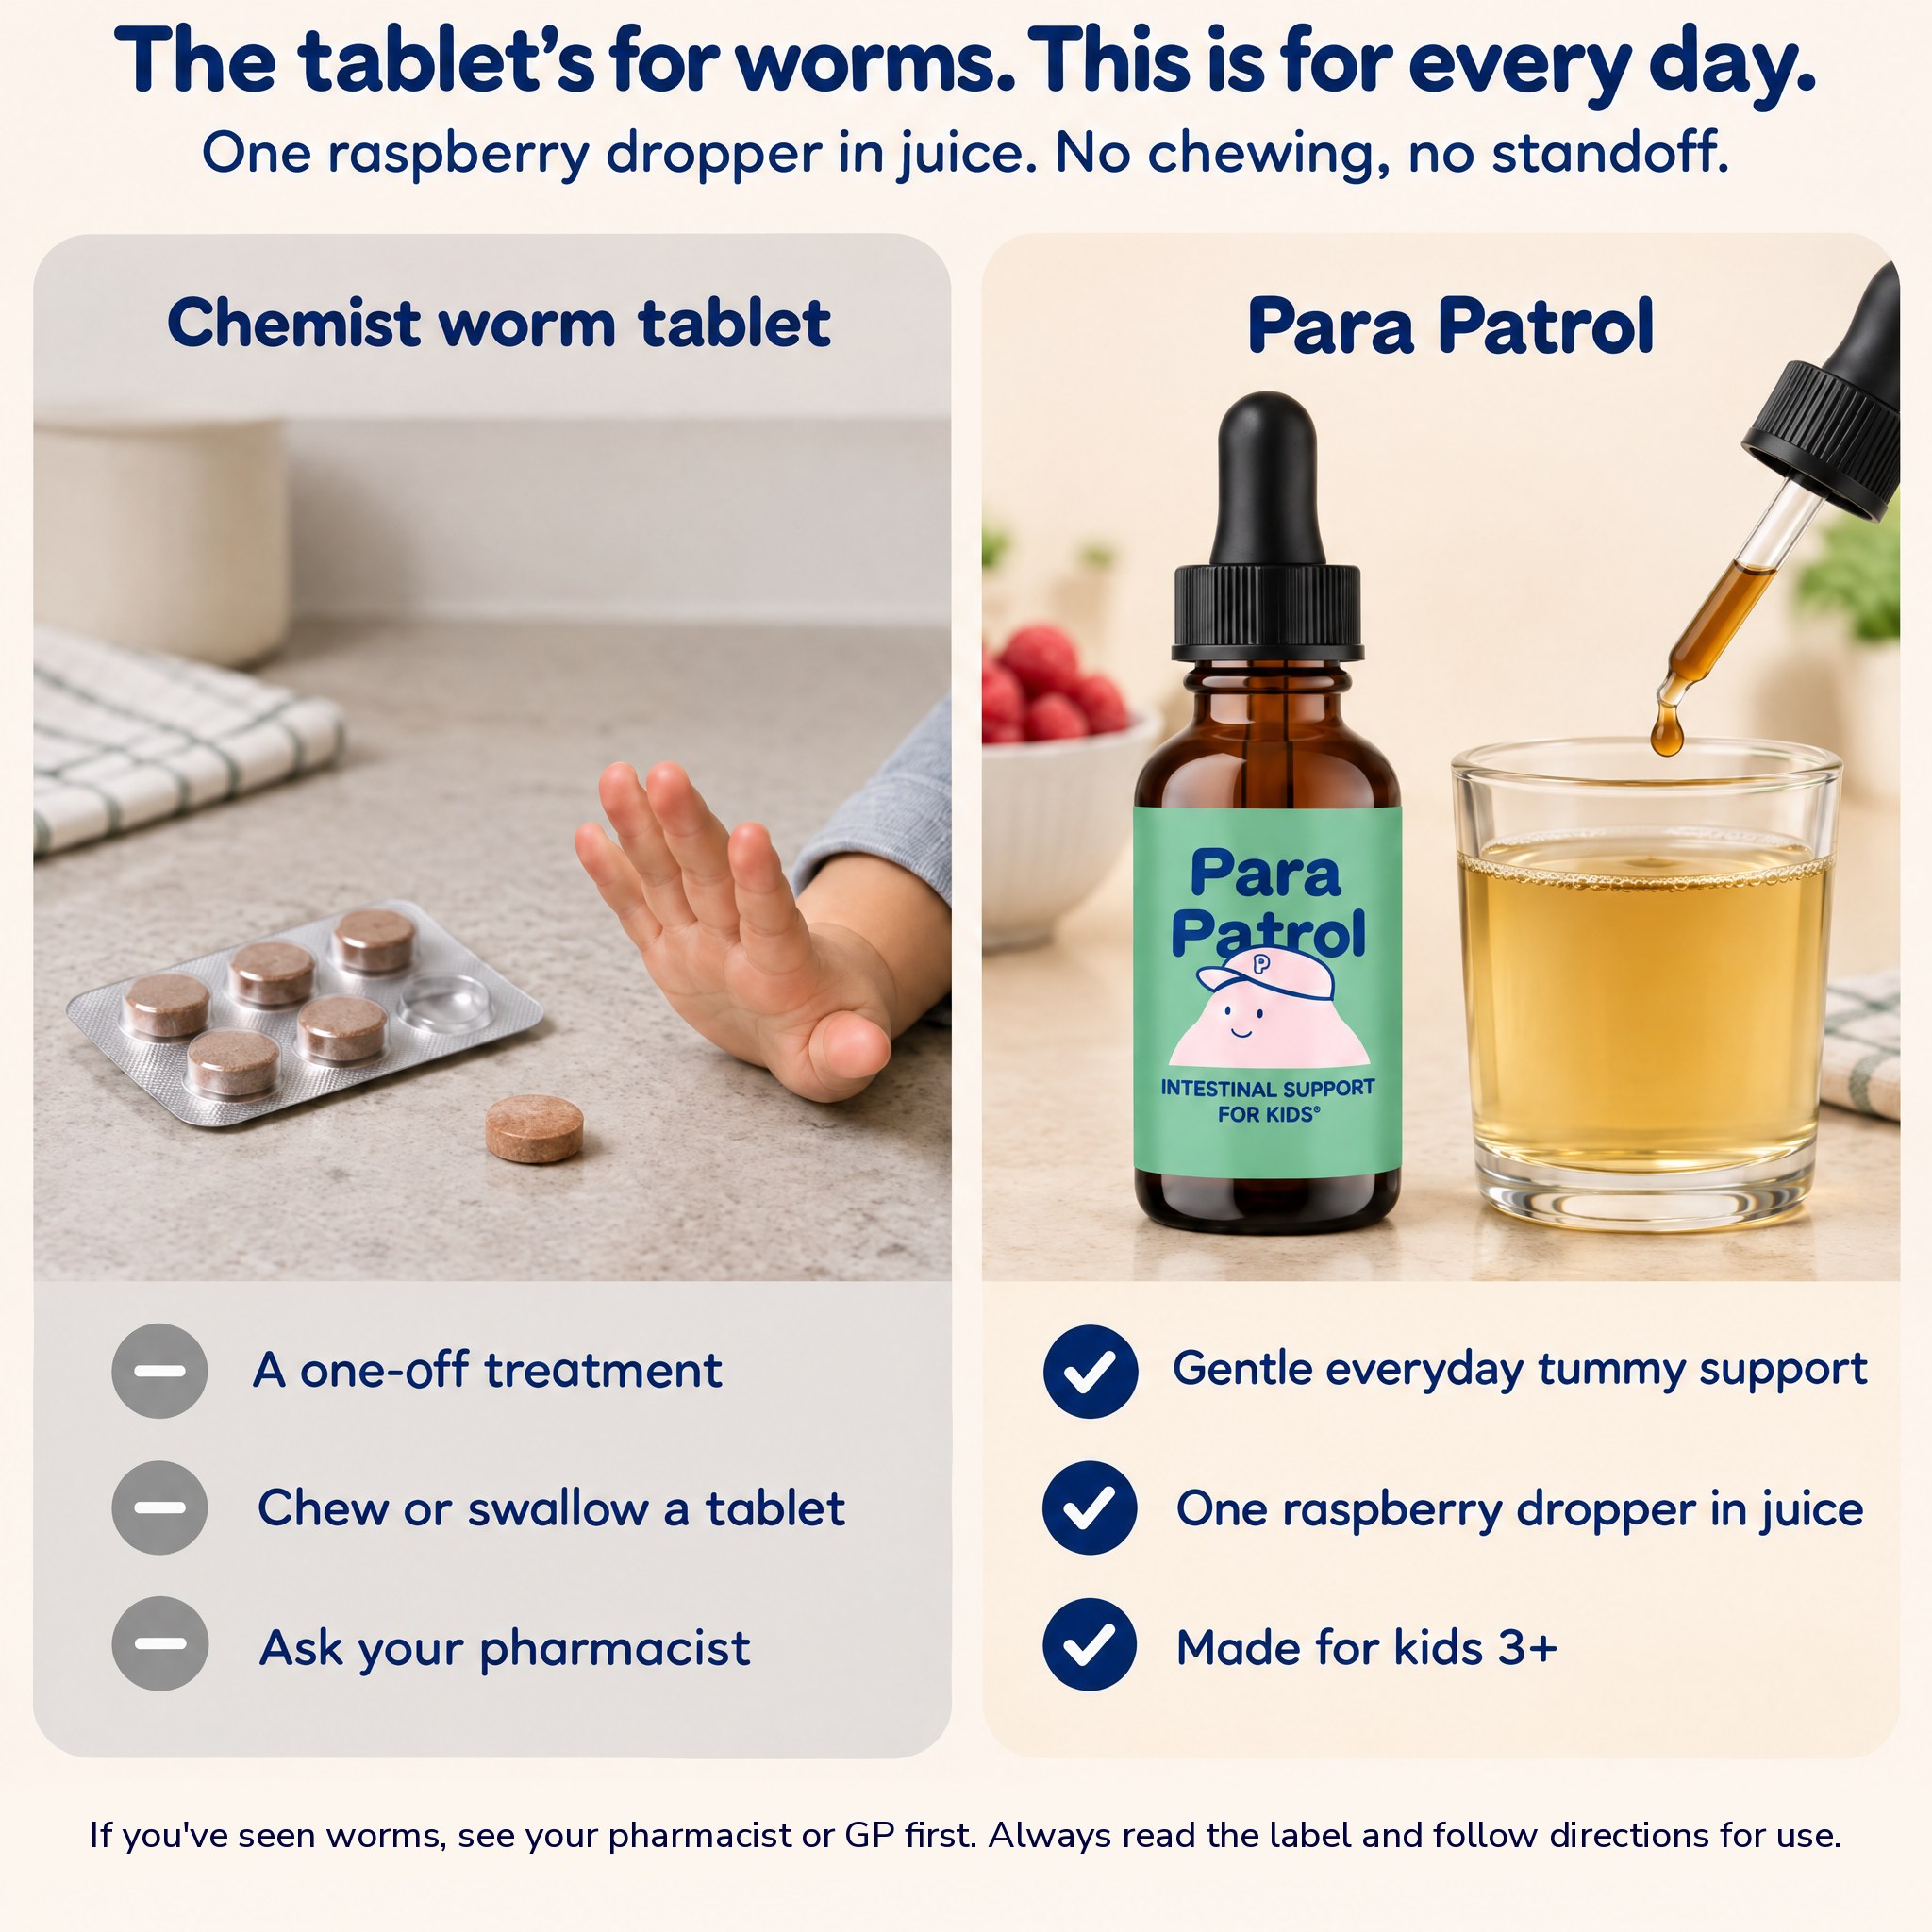 The tablet's for worms. This is for every day.
One raspberry dropper in juice. No chewing, no standoff.
Chemist worm tablet
A one-off treatment
Chew or swallow a tablet
Ask your pharmacist
Para Patrol
Para
Patrol
P
INTESTINAL SUPPORT
FOR KIDS®
Gentle everyday tummy support
One raspberry dropper in juice
Made for kids 3+
If you've seen worms, see your pharmacist or GP first. Always read the label and follow directions for use.